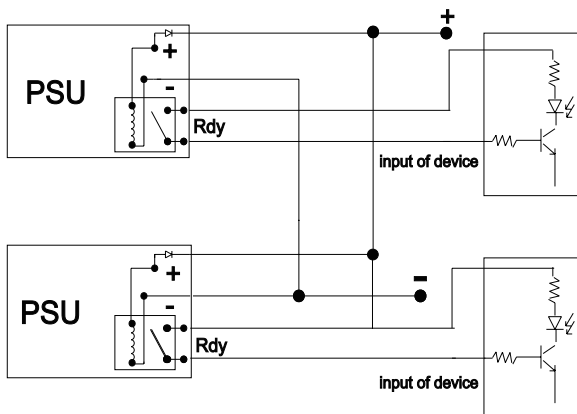 +
+
PSU
-
Rdy
input of device
+
-
PSU
-
Rdy
input of device